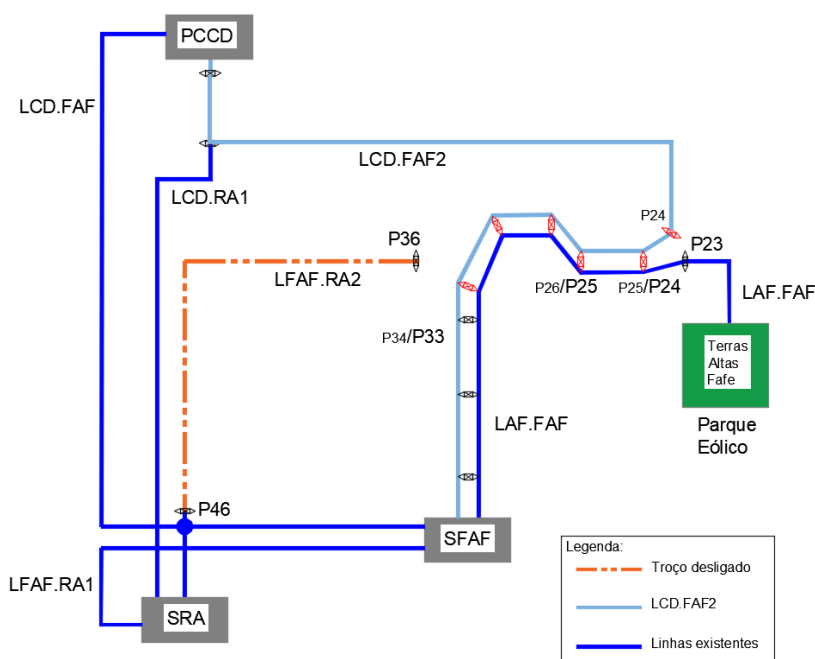 PCCD
LCD.FAF
LCD.FAF2
LCD.RA1
P24
P36
P23
LFAF.RA2
P26/P25
P25/P24
LAF.FAF
P34/P33
Terras
Altas
Fafe
LAF.FAF
Parque
Eólico
P46
SFAF
LFAF.RA1
SRA
Legenda:
Troço desligado
LCD.FAF2
Linhas existentes